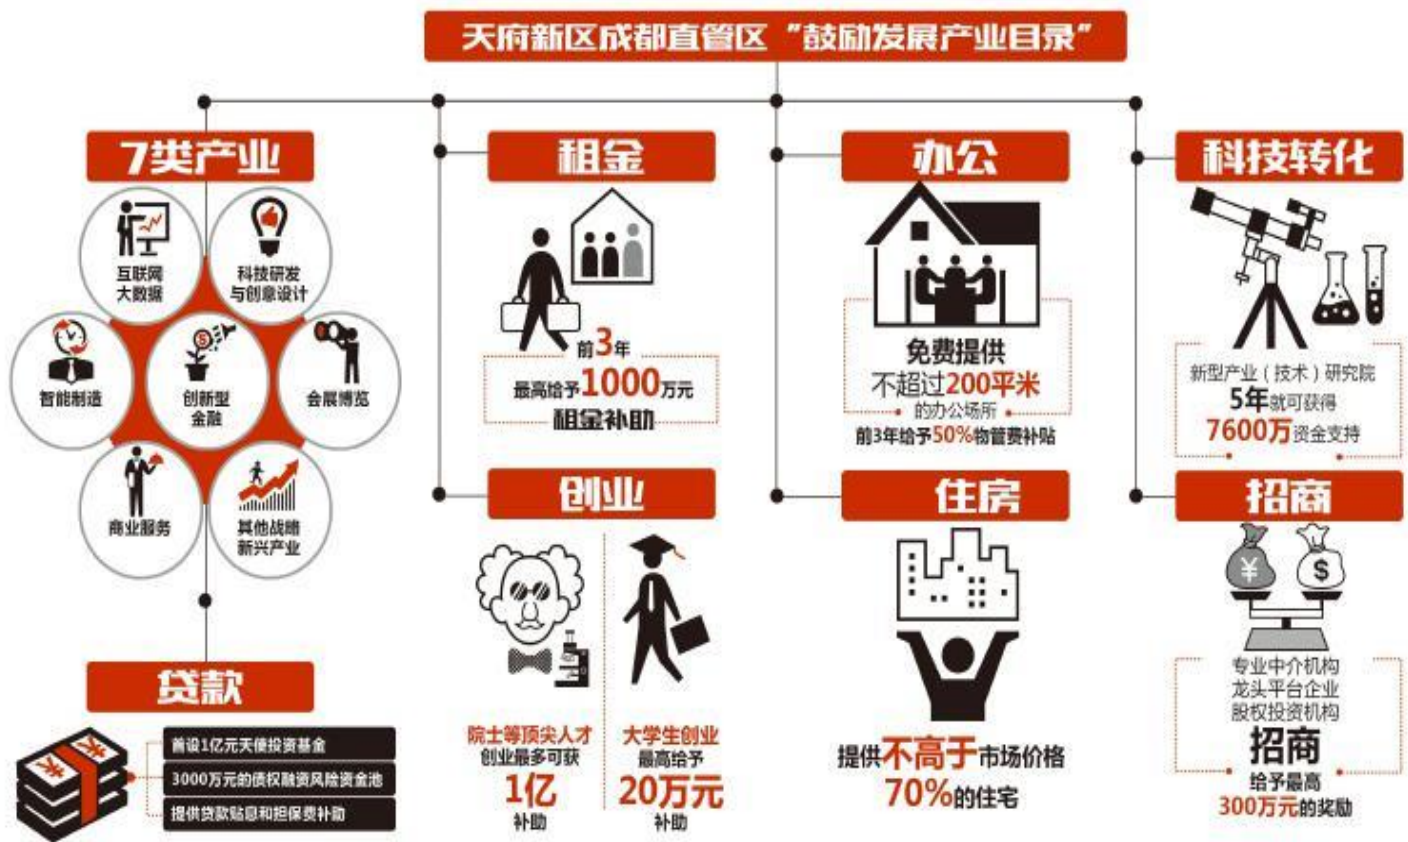 天府新区成都直管区“鼓励发展产业目录”
7类产业
互联网
大数据
科技研发
与创意设计
智能制造
创新型
金融
会展博览
商业服务
其他战略
新兴产业
贷款
首设1亿元天使投资基金
3000万元的债权融资风险资金池
提供贷款贴息和担保费补助
租金
前3年
最高给予1000万元
租金补助
创业
院士等顶尖人才
创业最多可获
1亿
补助
大学生创业
最高给予
20万元
补助
办公
免费提供
不超过200平米
的办公场所
前3年给予50%物管费补贴
住房
提供不高于市场价格
70%的住宅
科技转化
新型产业（技术）研究院
5年就可获得
7600万资金支持
招商
¥
$
专业中介机构
龙头平台企业
股权投资机构
招商
给予最高
300万元的奖励